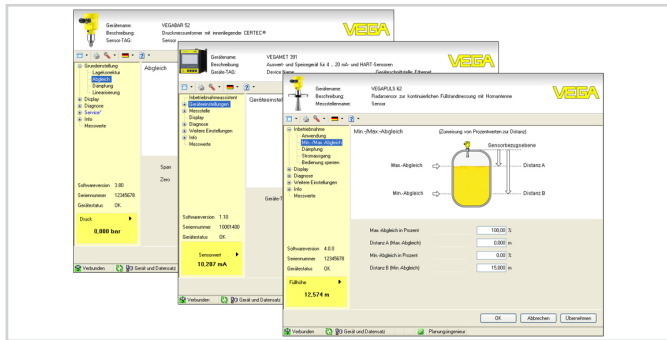 Gerätename: VEGABAR 52
Beschreibung: Druckmessumformer mit innenliegender CERTEC®
Sensor-TAG: Sensor
VEGA
Grundeinstellung
Lagekorrektur
Abgleich
Dämpfung
Linearisierung
Display
Diagnose
Service
Info
Messwerte
Abgleich
Span
Zero
Softwareversion 3.80
Seriennummer 12345678
Gerätestatus OK
Druck
0,000 bar
Verbunden
Gerät und Datensatz
Gerätename: VEGAMET 391
Beschreibung: Auswert- und Speisegerät für 4 ... 20 mA- und HART-Sensoren
Geräte-TAG: Device Name
Geräteschnittstelle: Ethernet
VEGA
Inbetriebnahmeassistent
Geräteeinstellungen
Messstelle
Display
Diagnose
Weitere Einstellungen
Info
Messwerte
Geräteeinstel
Geräte-T
Softwareversion 1.10
Seriennummer 10001400
Gerätestatus OK
Sensorwert
10,207 mA
Verbunden
Gerät und Datensatz
Gerätename: VEGAPULS 62
Beschreibung: Radarsensor zur kontinuierlichen Füllstandmessung mit Hornantenne
Messstellenname: Sensor
VEGA
Inbetriebnahme
Anwendung
Min.-/Max.-Abgleich
Dämpfung
Stromausgang
Bedienung sperren
Display
Diagnose
Weitere Einstellungen
Info
Messwerte
Min.-/Max.-Abgleich
(Zuweisung von Prozentwerten zur Distanz)
Sensorbezugsebene
Max.-Abgleich
Distanz A
Min.-Abgleich
Distanz B
Max.-Abgleich in Prozent 100,00 %
Distanz A (Max.-Abgleich) 0,000 m
Min.-Abgleich in Prozent 0,00 %
Distanz B (Min.-Abgleich) 15,000 m
Softwareversion 4.0.0
Seriennummer 12345678
Gerätestatus OK
Füllhöhe
12,574 m
OK
Abbrechen
Übernehmen
Verbunden
Gerät und Datensatz
Planungsingenieur